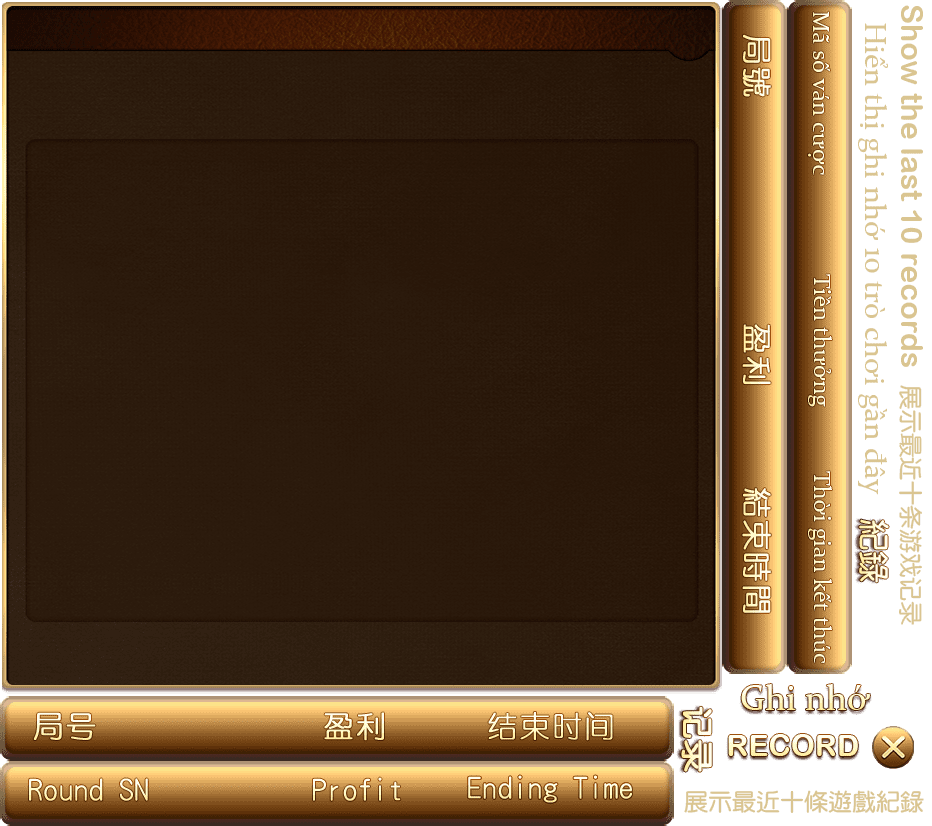 局號 盈利 結束時間
Mã số ván cược Tiền thưởng Thời gian kết thúc
Hiển thị ghi nhớ 10 trò chơi gần đây
紀錄
Show the last 10 records
展示最近十条游戏记录
局号 盈利 结束时间
Round SN Profit Ending Time
记录
Ghi nhớ
RECORD
展示最近十條遊戲紀錄